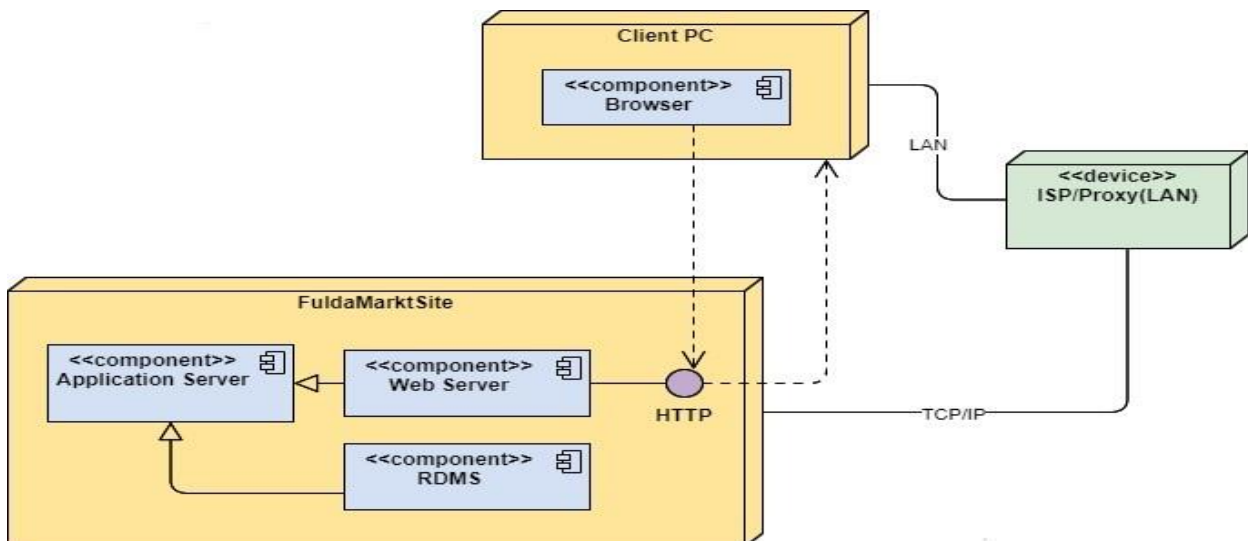 Client PC
<<component>>
Browser
LAN
<<device>>
ISP/Proxy(LAN)
FuldaMarktSite
<<component>>
Application Server
<<component>>
Web Server
HTTP
TCP/IP
<<component>>
RDMS